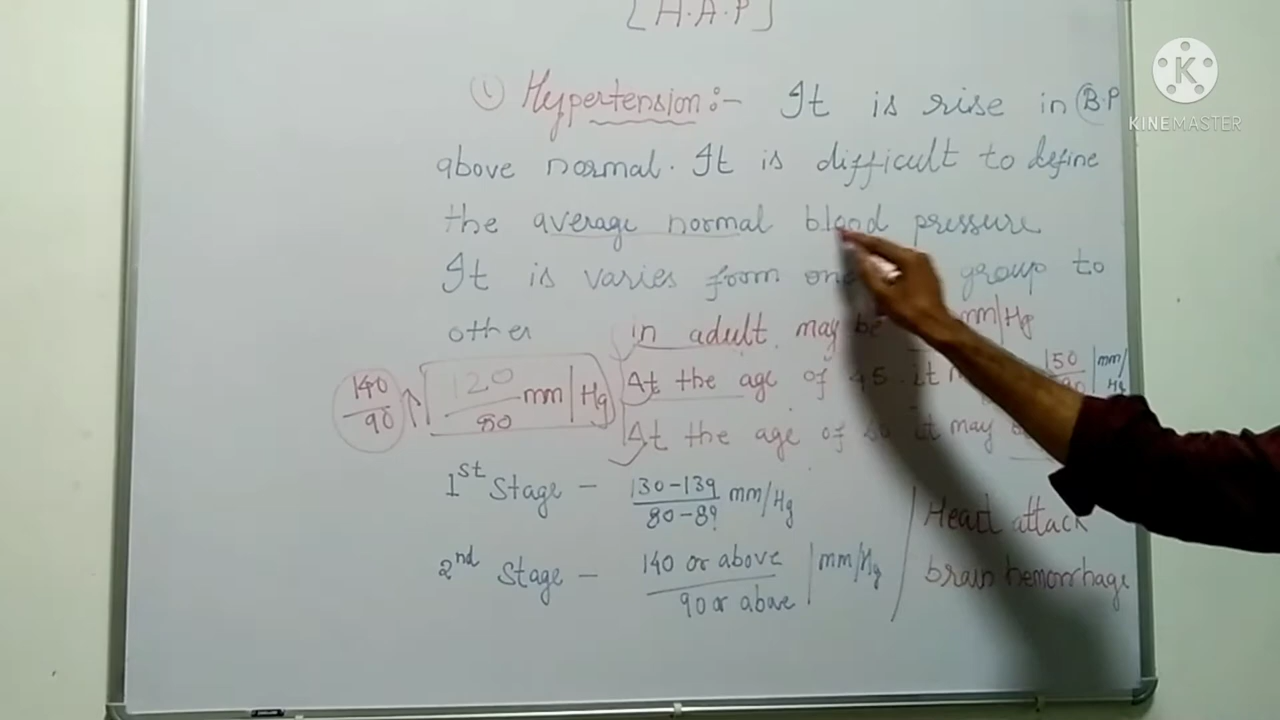 [H.A.P]
① Hypertension :- It is rise in B.P
above normal. It is difficult to define
the average normal blood pressure
It is varies from one group to
other in adult may be mm/Hg
140/90 ↑ 120/80 mm/Hg
At the age of 45 it 150/90 mm/Hg
At the age of it may
1st Stage - 130-139/80-89 mm/Hg
2nd Stage - 140 or above/90 or above mm/Hg
Heart attack
brain hemorrhage
K
KINEMASTER